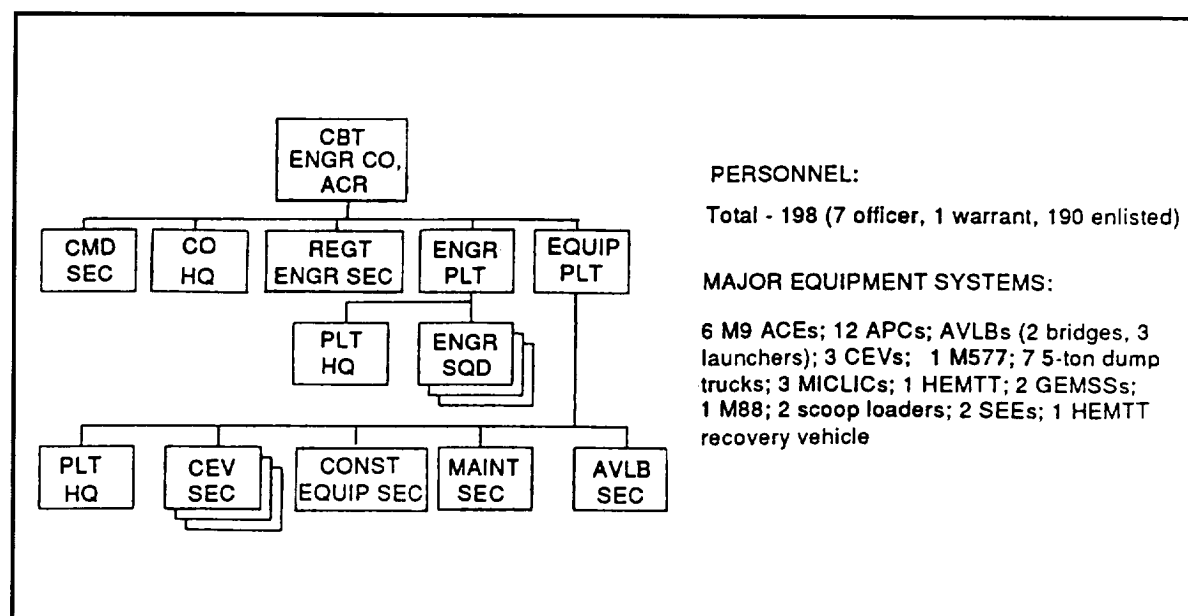 CBT
ENGR CO,
ACR
CMD
SEC
CO
HQ
REGT
ENGR SEC
ENGR
PLT
EQUIP
PLT
PLT
HQ
ENGR
SQD
PLT
HQ
CEV
SEC
CONST
EQUIP SEC
MAINT
SEC
AVLB
SEC
PERSONNEL:
Total - 198 (7 officer, 1 warrant, 190 enlisted)
MAJOR EQUIPMENT SYSTEMS:
6 M9 ACEs; 12 APCs; AVLBs (2 bridges, 3
launchers); 3 CEVs; 1 M577; 7 5-ton dump
trucks; 3 MICLICs; 1 HEMTT; 2 GEMSSs;
1 M88; 2 scoop loaders; 2 SEEs; 1 HEMTT
recovery vehicle